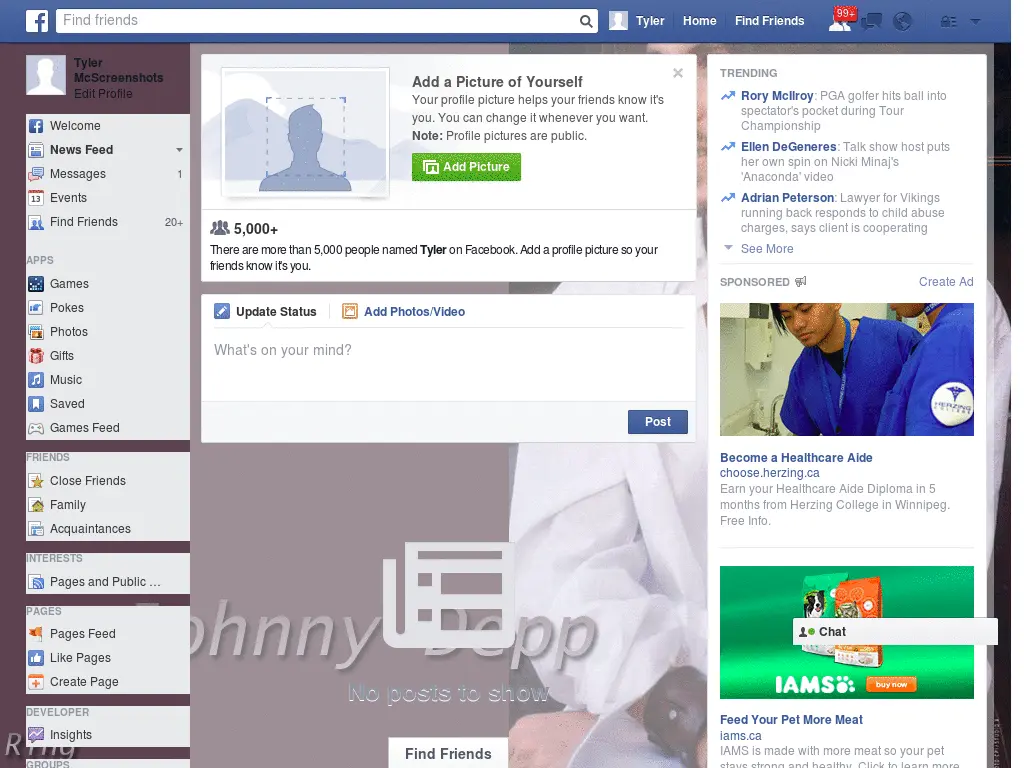 Find friends
Tyler
Home
Find Friends
99+
Tyler
McScreenshots
Edit Profile
Welcome
News Feed
Messages 1
13 Events
Find Friends 20+
APPS
Games
Pokes
Photos
Gifts
Music
Saved
Games Feed
FRIENDS
Close Friends
Family
Acquaintances
INTERESTS
Pages and Public ...
PAGES
Pages Feed
Like Pages
Create Page
DEVELOPER
Insights
GROUPS
Add a Picture of Yourself
Your profile picture helps your friends know it's
you. You can change it whenever you want.
Note: Profile pictures are public.
Add Picture
5,000+
There are more than 5,000 people named Tyler on Facebook. Add a profile picture so your
friends know it's you.
Update Status
Add Photos/Video
What's on your mind?
Post
Johnny Depp
No posts to show
Find Friends
TRENDING
Rory McIlroy: PGA golfer hits ball into
spectator's pocket during Tour
Championship
Ellen DeGeneres: Talk show host puts
her own spin on Nicki Minaj's
'Anaconda' video
Adrian Peterson: Lawyer for Vikings
running back responds to child abuse
charges, says client is cooperating
See More
SPONSORED
Create Ad
HERZING
COLLEGE
Become a Healthcare Aide
choose.herzing.ca
Earn your Healthcare Aide Diploma in 5
months from Herzing College in Winnipeg.
Free Info.
Chat
IAMS
buy now
Feed Your Pet More Meat
iams.ca
IAMS is made with more meat so your pet
stays strong and healthy. Click to learn more